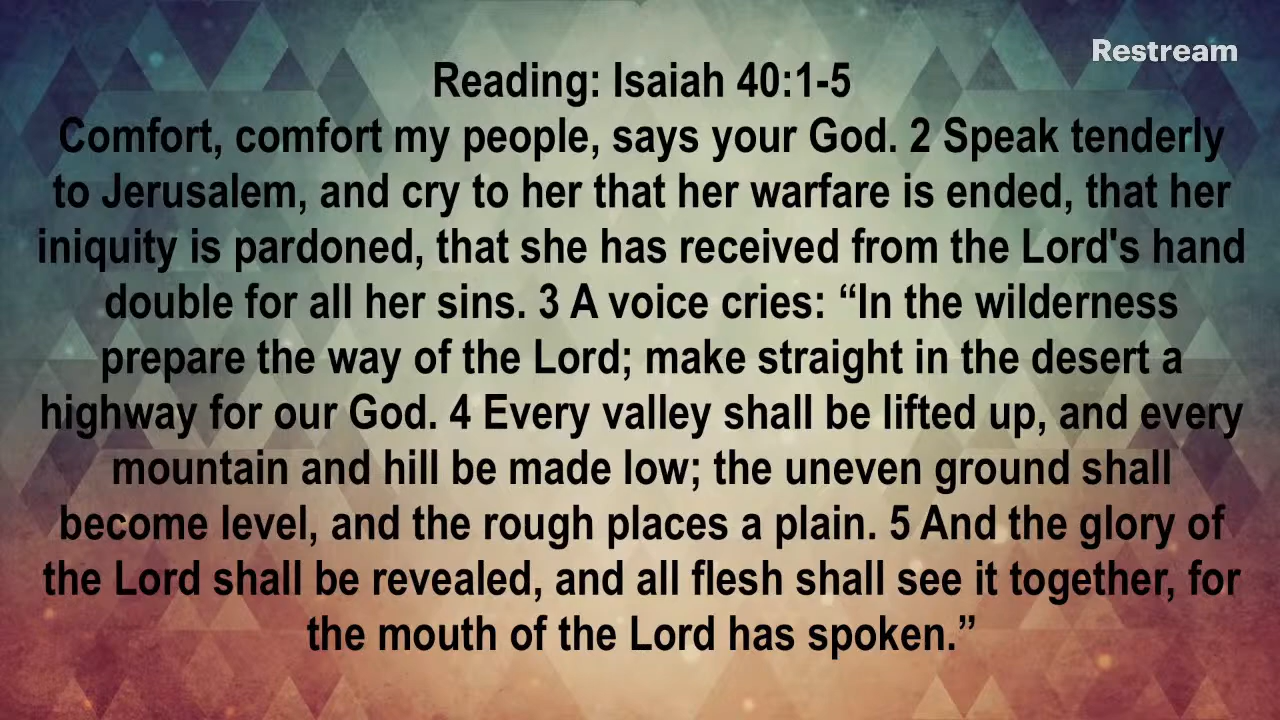 Restream
Reading: Isaiah 40:1-5
Comfort, comfort my people, says your God. 2 Speak tenderly
to Jerusalem, and cry to her that her warfare is ended, that her
iniquity is pardoned, that she has received from the Lord's hand
double for all her sins. 3 A voice cries: “In the wilderness
prepare the way of the Lord; make straight in the desert a
highway for our God. 4 Every valley shall be lifted up, and every
mountain and hill be made low; the uneven ground shall
become level, and the rough places a plain. 5 And the glory of
the Lord shall be revealed, and all flesh shall see it together, for
the mouth of the Lord has spoken.”